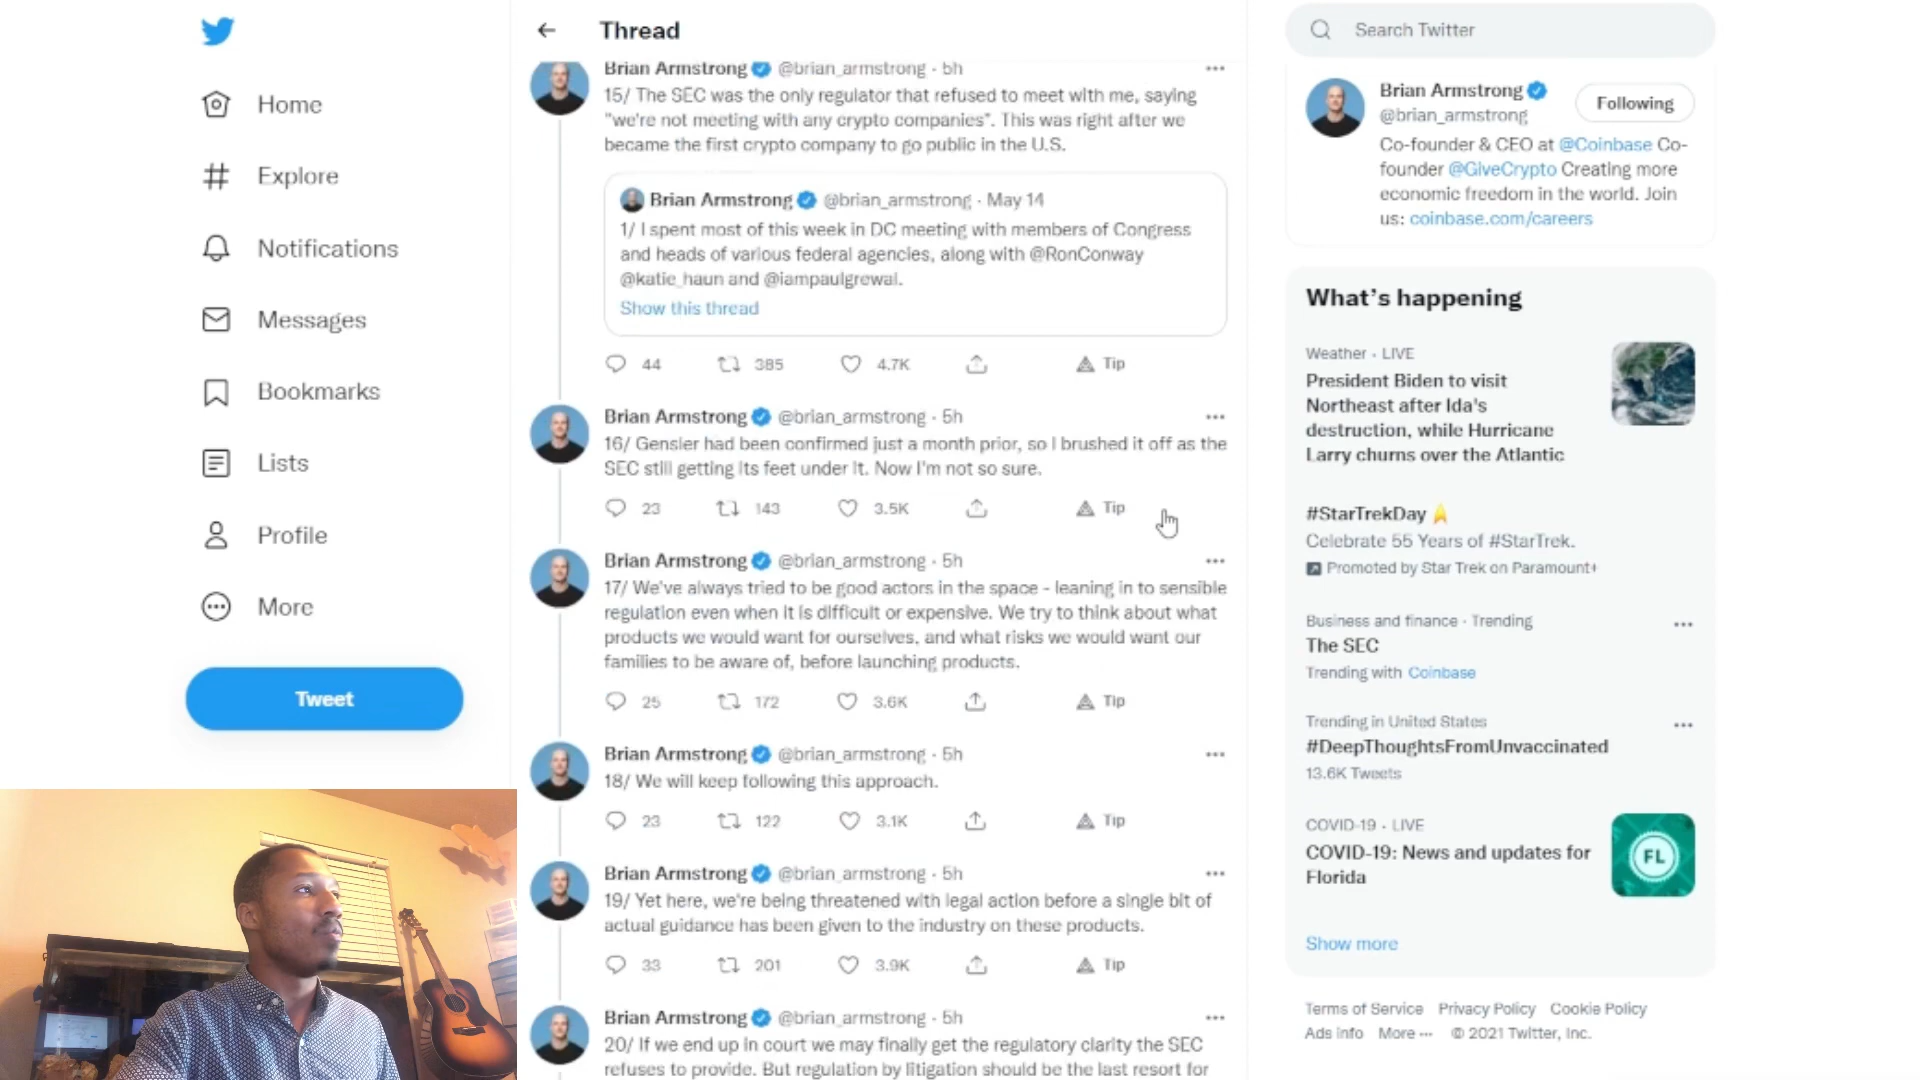 Home
Explore
Notifications
Messages
Bookmarks
Lists
Profile
More
Tweet
Thread
Brian Armstrong @brian_armstrong · 5h
15/ The SEC was the only regulator that refused to meet with me, saying
"we're not meeting with any crypto companies". This was right after we
became the first crypto company to go public in the U.S.
Brian Armstrong @brian_armstrong · May 14
1/ I spent most of this week in DC meeting with members of Congress
and heads of various federal agencies, along with @RonConway
@katie_haun and @iampaulgrewal.
Show this thread
44 385 4.7K Tip
Brian Armstrong @brian_armstrong · 5h
16/ Gensler had been confirmed just a month prior, so I brushed it off as the
SEC still getting its feet under it. Now I'm not so sure.
23 143 3.5K Tip
Brian Armstrong @brian_armstrong · 5h
17/ We've always tried to be good actors in the space - leaning in to sensible
regulation even when it is difficult or expensive. We try to think about what
products we would want for ourselves, and what risks we would want our
families to be aware of, before launching products.
25 172 3.6K Tip
Brian Armstrong @brian_armstrong · 5h
18/ We will keep following this approach.
23 122 3.1K Tip
Brian Armstrong @brian_armstrong · 5h
19/ Yet here, we're being threatened with legal action before a single bit of
actual guidance has been given to the industry on these products.
33 201 3.9K Tip
Brian Armstrong @brian_armstrong · 5h
20/ If we end up in court we may finally get the regulatory clarity the SEC
refuses to provide. But regulation by litigation should be the last resort for
Search Twitter
Brian Armstrong
@brian_armstrong
Following
Co-founder & CEO at @Coinbase Co-
founder @GiveCrypto Creating more
economic freedom in the world. Join
us: coinbase.com/careers
What's happening
Weather · LIVE
President Biden to visit
Northeast after Ida's
destruction, while Hurricane
Larry churns over the Atlantic
#StarTrekDay
Celebrate 55 Years of #StarTrek.
Promoted by Star Trek on Paramount+
Business and finance · Trending
The SEC
Trending with Coinbase
Trending in United States
#DeepThoughtsFromUnvaccinated
13.6K Tweets
COVID-19 · LIVE
COVID-19: News and updates for
Florida
FL
Show more
Terms of Service Privacy Policy Cookie Policy
Ads info More ··· © 2021 Twitter, Inc.